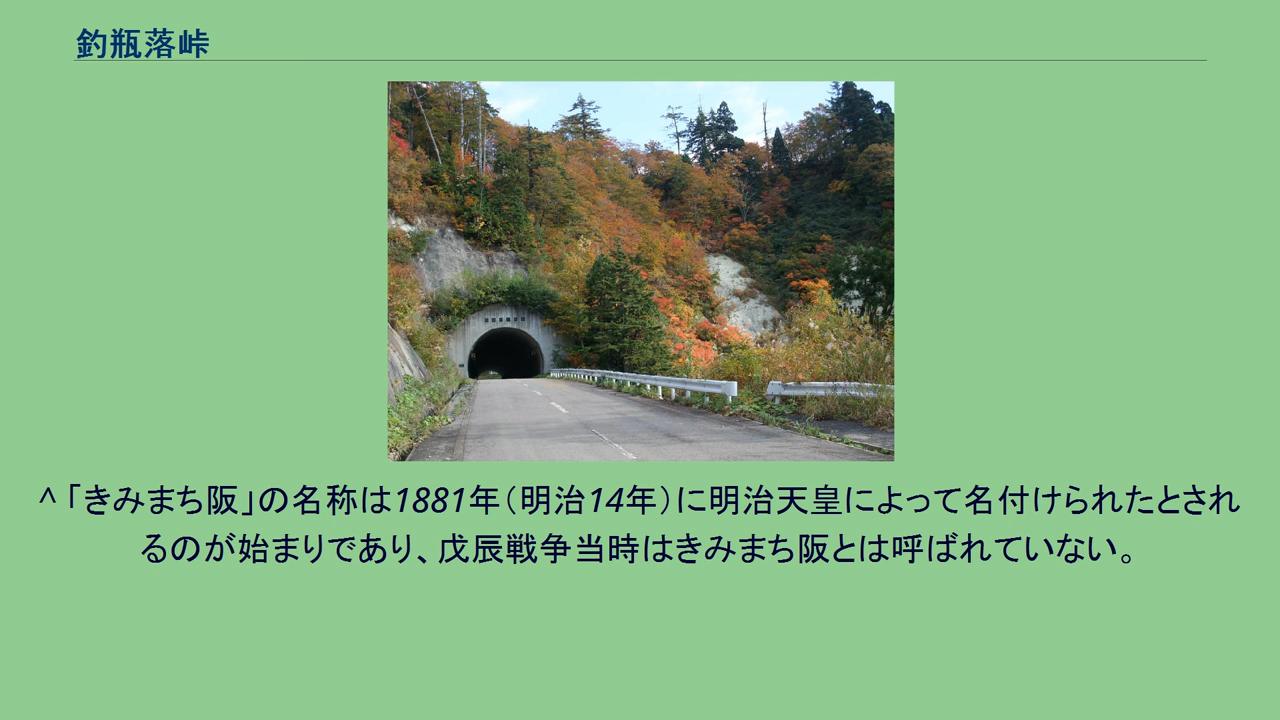 釣瓶落峠
^ 「きみまち阪」の名称は1881年（明治14年）に明治天皇によって名付けられたとされ
るのが始まりであり、戊辰戦争当時はきみまち阪とは呼ばれていない。